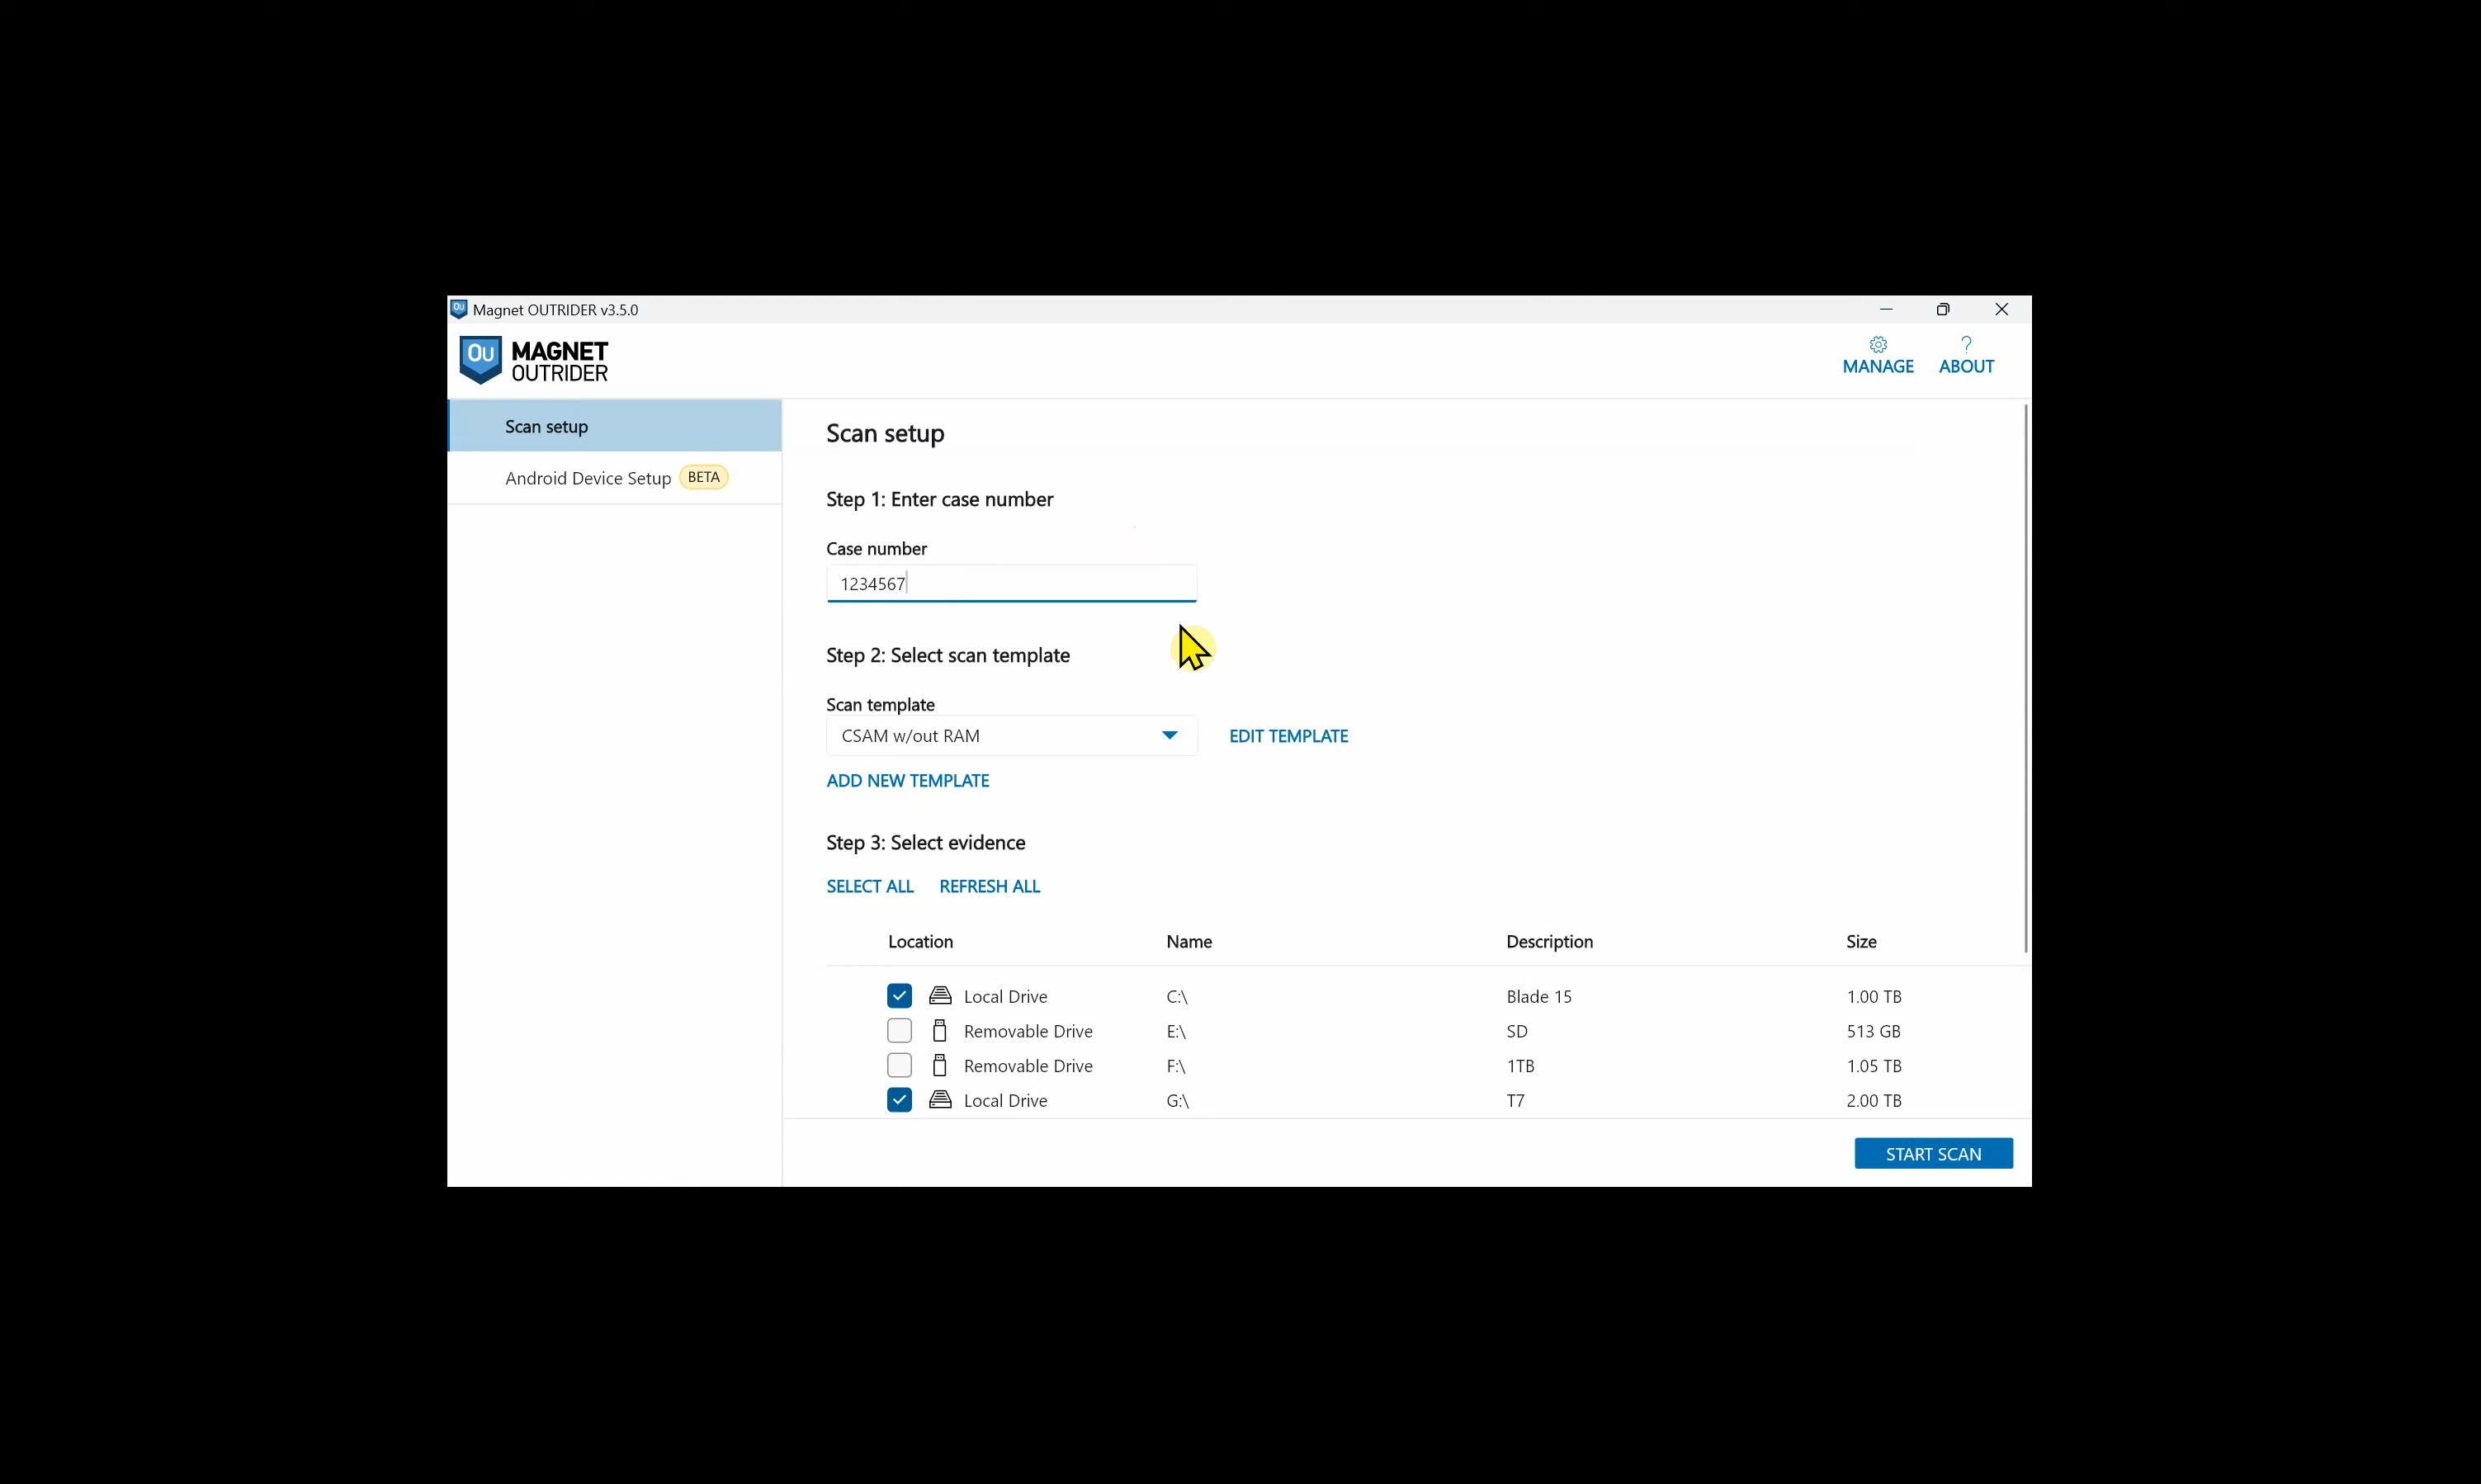 Magnet OUTRIDER v3.5.0
OU MAGNET OUTRIDER
MANAGE
? ABOUT
Scan setup
Android Device Setup BETA
Scan setup
Step 1: Enter case number
Case number
1234567
Step 2: Select scan template
Scan template
CSAM w/out RAM
EDIT TEMPLATE
ADD NEW TEMPLATE
Step 3: Select evidence
SELECT ALL REFRESH ALL
Location Name Description Size
Local Drive C:\ Blade 15 1.00 TB
Removable Drive E:\ SD 513 GB
Removable Drive F:\ 1TB 1.05 TB
Local Drive G:\ T7 2.00 TB
START SCAN